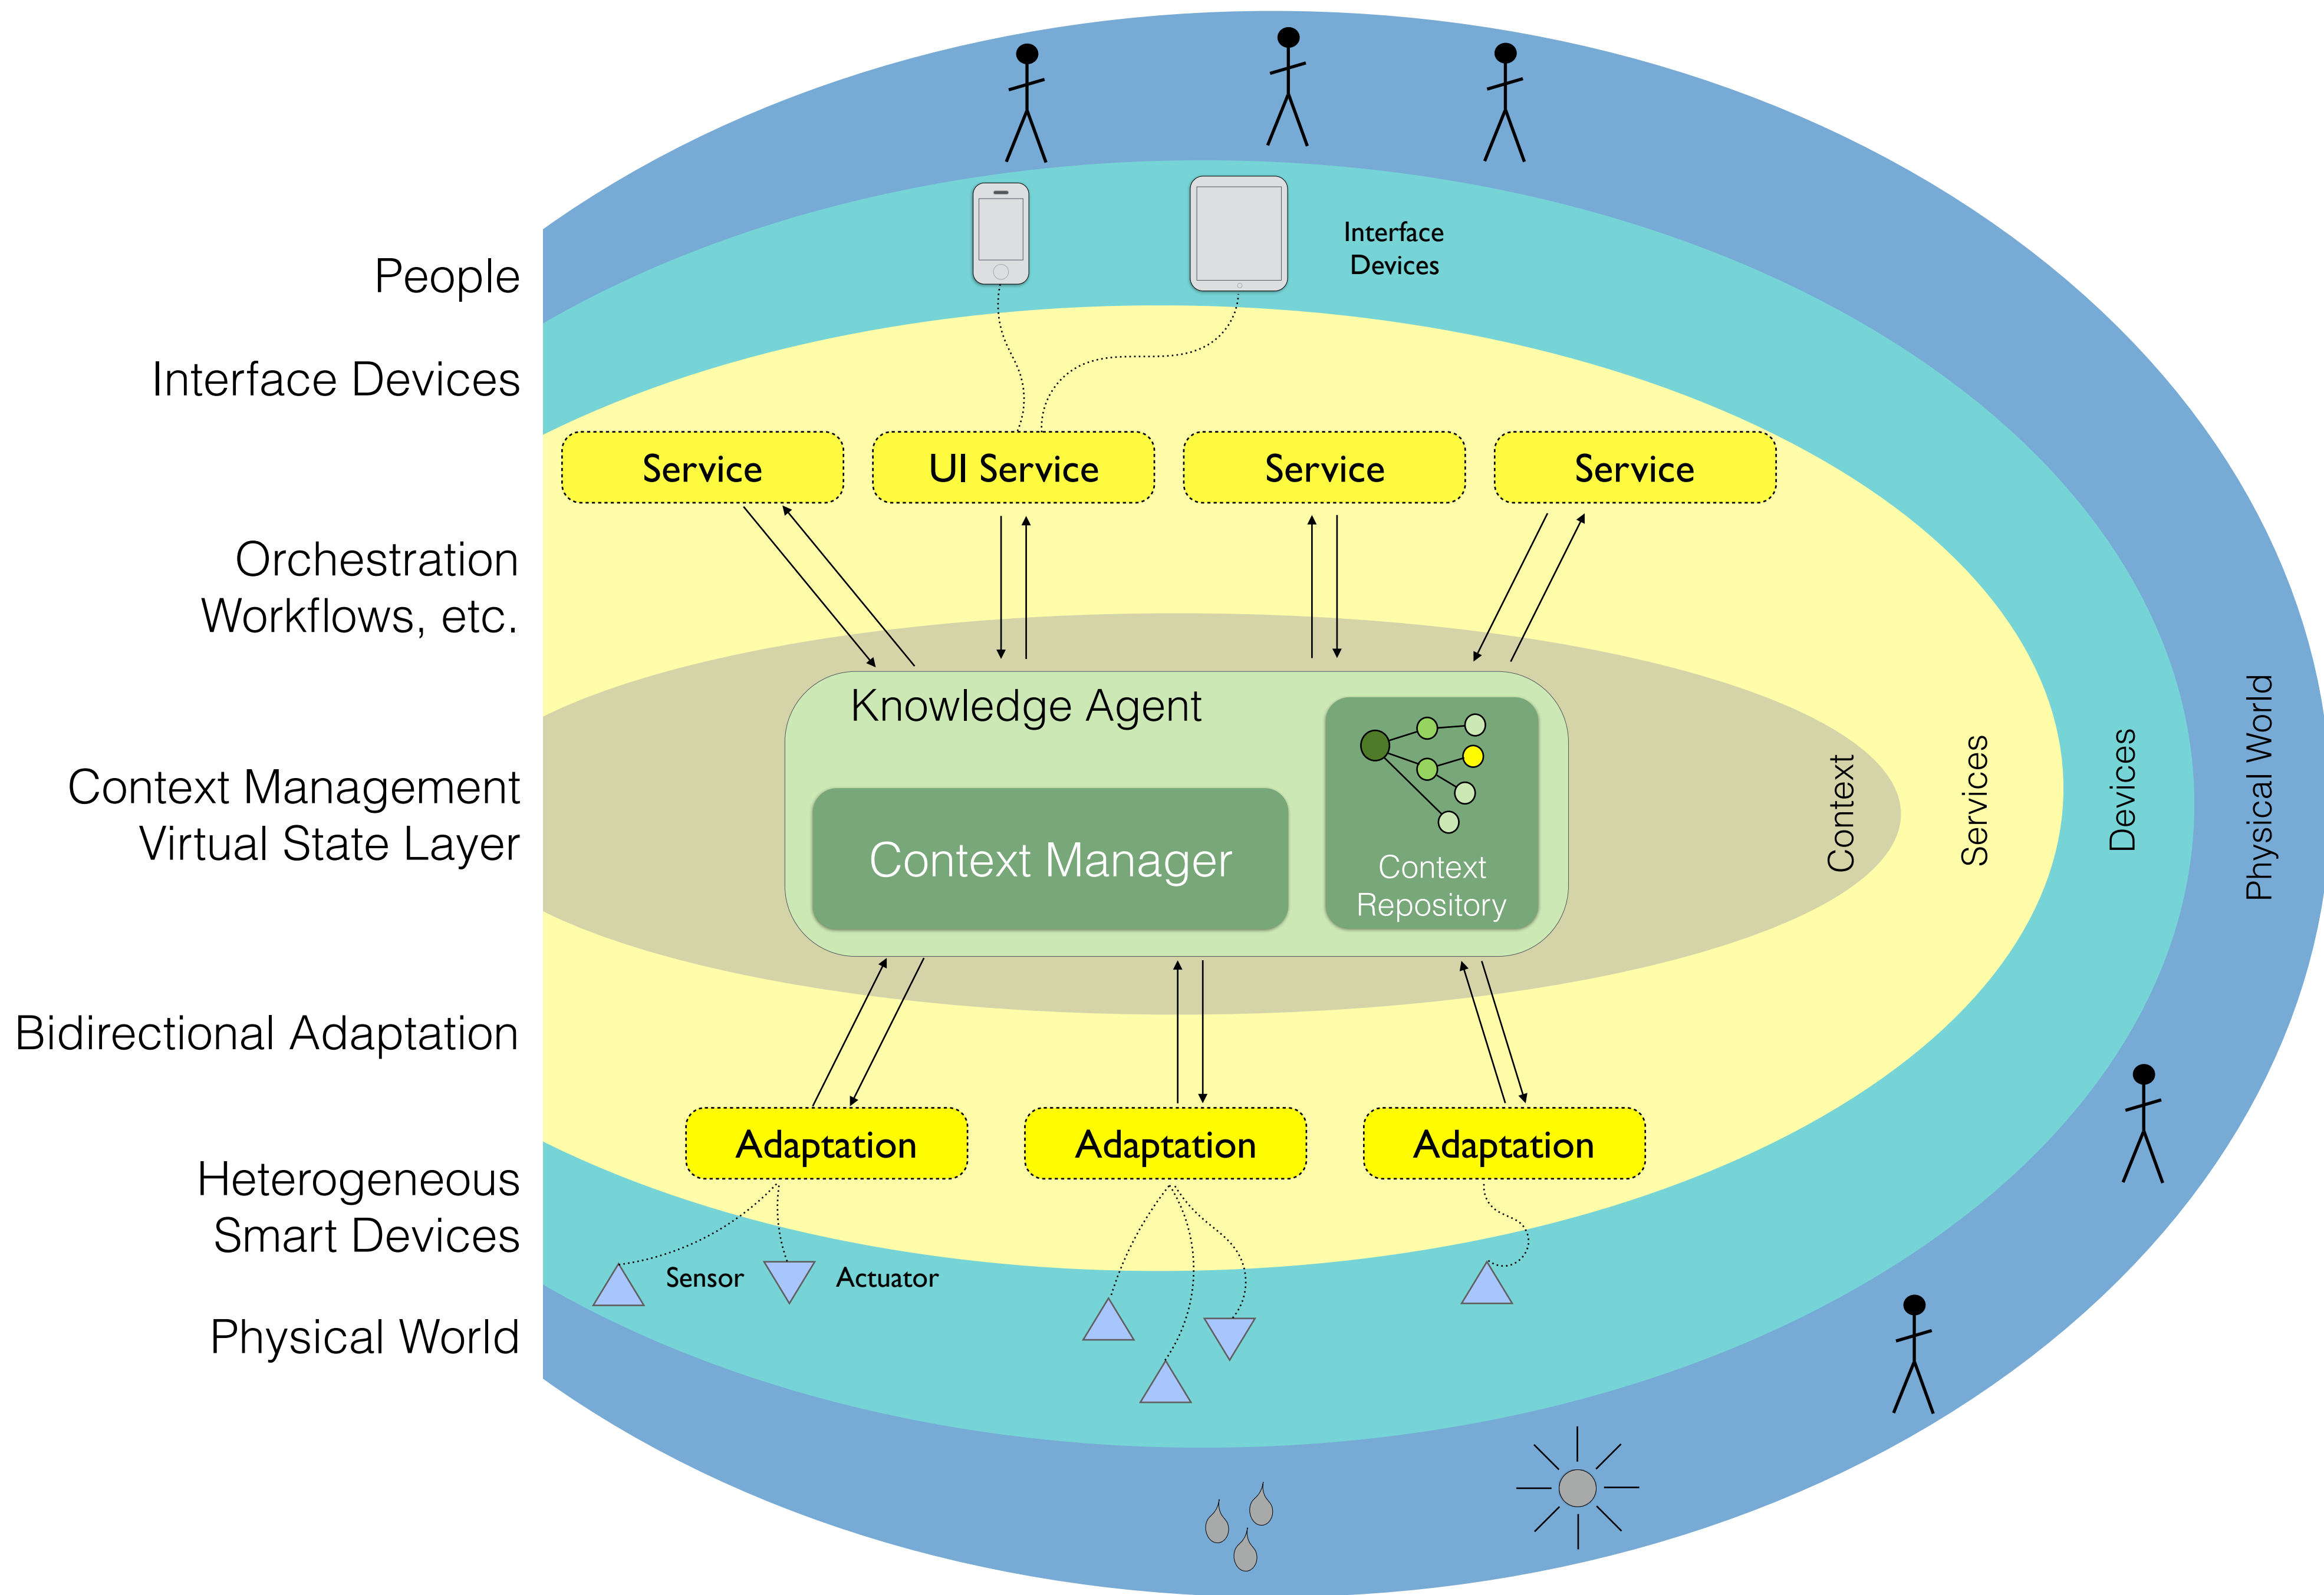 People
Interface Devices
Orchestration
Workflows, etc.
Context Management
Virtual State Layer
Bidirectional Adaptation
Heterogeneous
Smart Devices
Physical World
Interface
Devices
Service
UI Service
Service
Service
Knowledge Agent
Context Manager
Context
Repository
Context
Services
Devices
Physical World
Adaptation
Adaptation
Adaptation
Sensor
Actuator